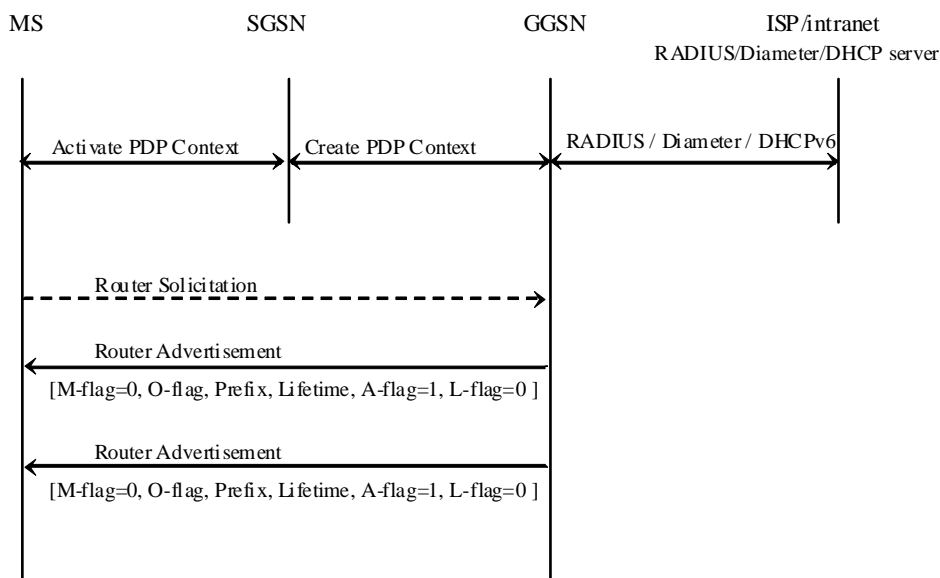 MS SGSN GGSN ISP/intranet
RADIUS/Diameter/DHCP server
Activate PDP Context Create PDP Context RADIUS / Diameter / DHCPv6
Router Solicitation
Router Advertisement
[M-flag=0, O-flag, Prefix, Lifetime, A-flag=1, L-flag=0 ]
Router Advertisement
[M-flag=0, O-flag, Prefix, Lifetime, A-flag=1, L-flag=0 ]